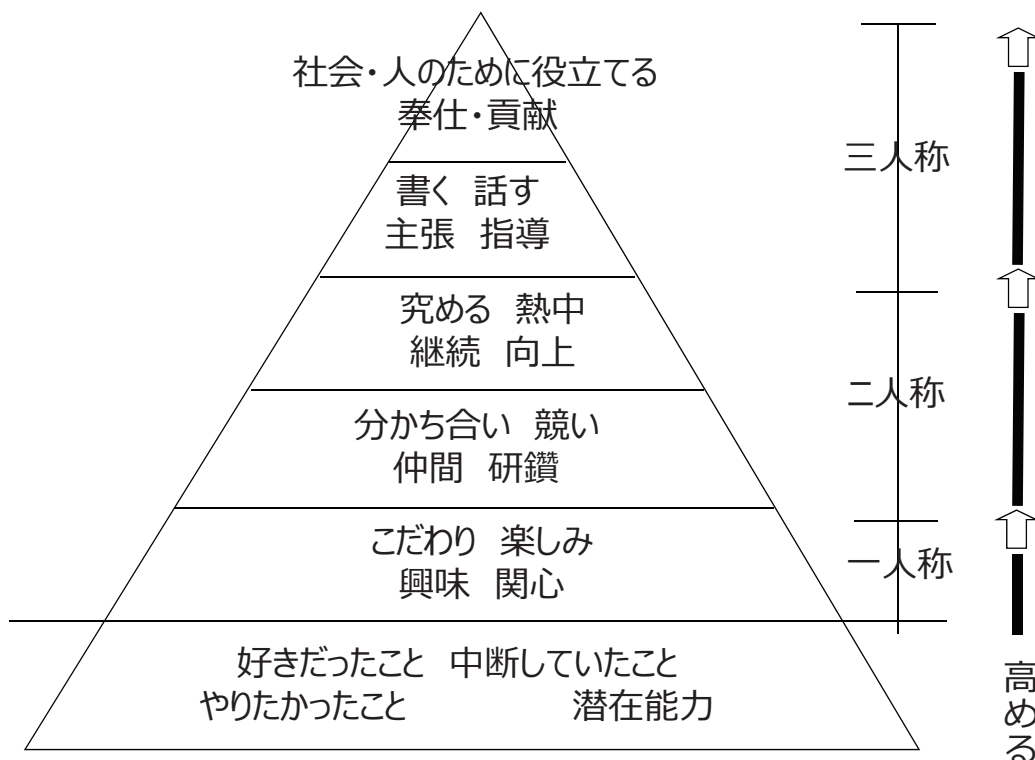 社会・人のために役立てる
奉仕・貢献
書く 話す
主張 指導
究める 熱中
継続 向上
分かち合い 競い
仲間 研鑽
こだわり 楽しみ
興味 関心
好きだったこと 中断していたこと
やりたかったこと 潜在能力
三人称
二人称
一人称
高める